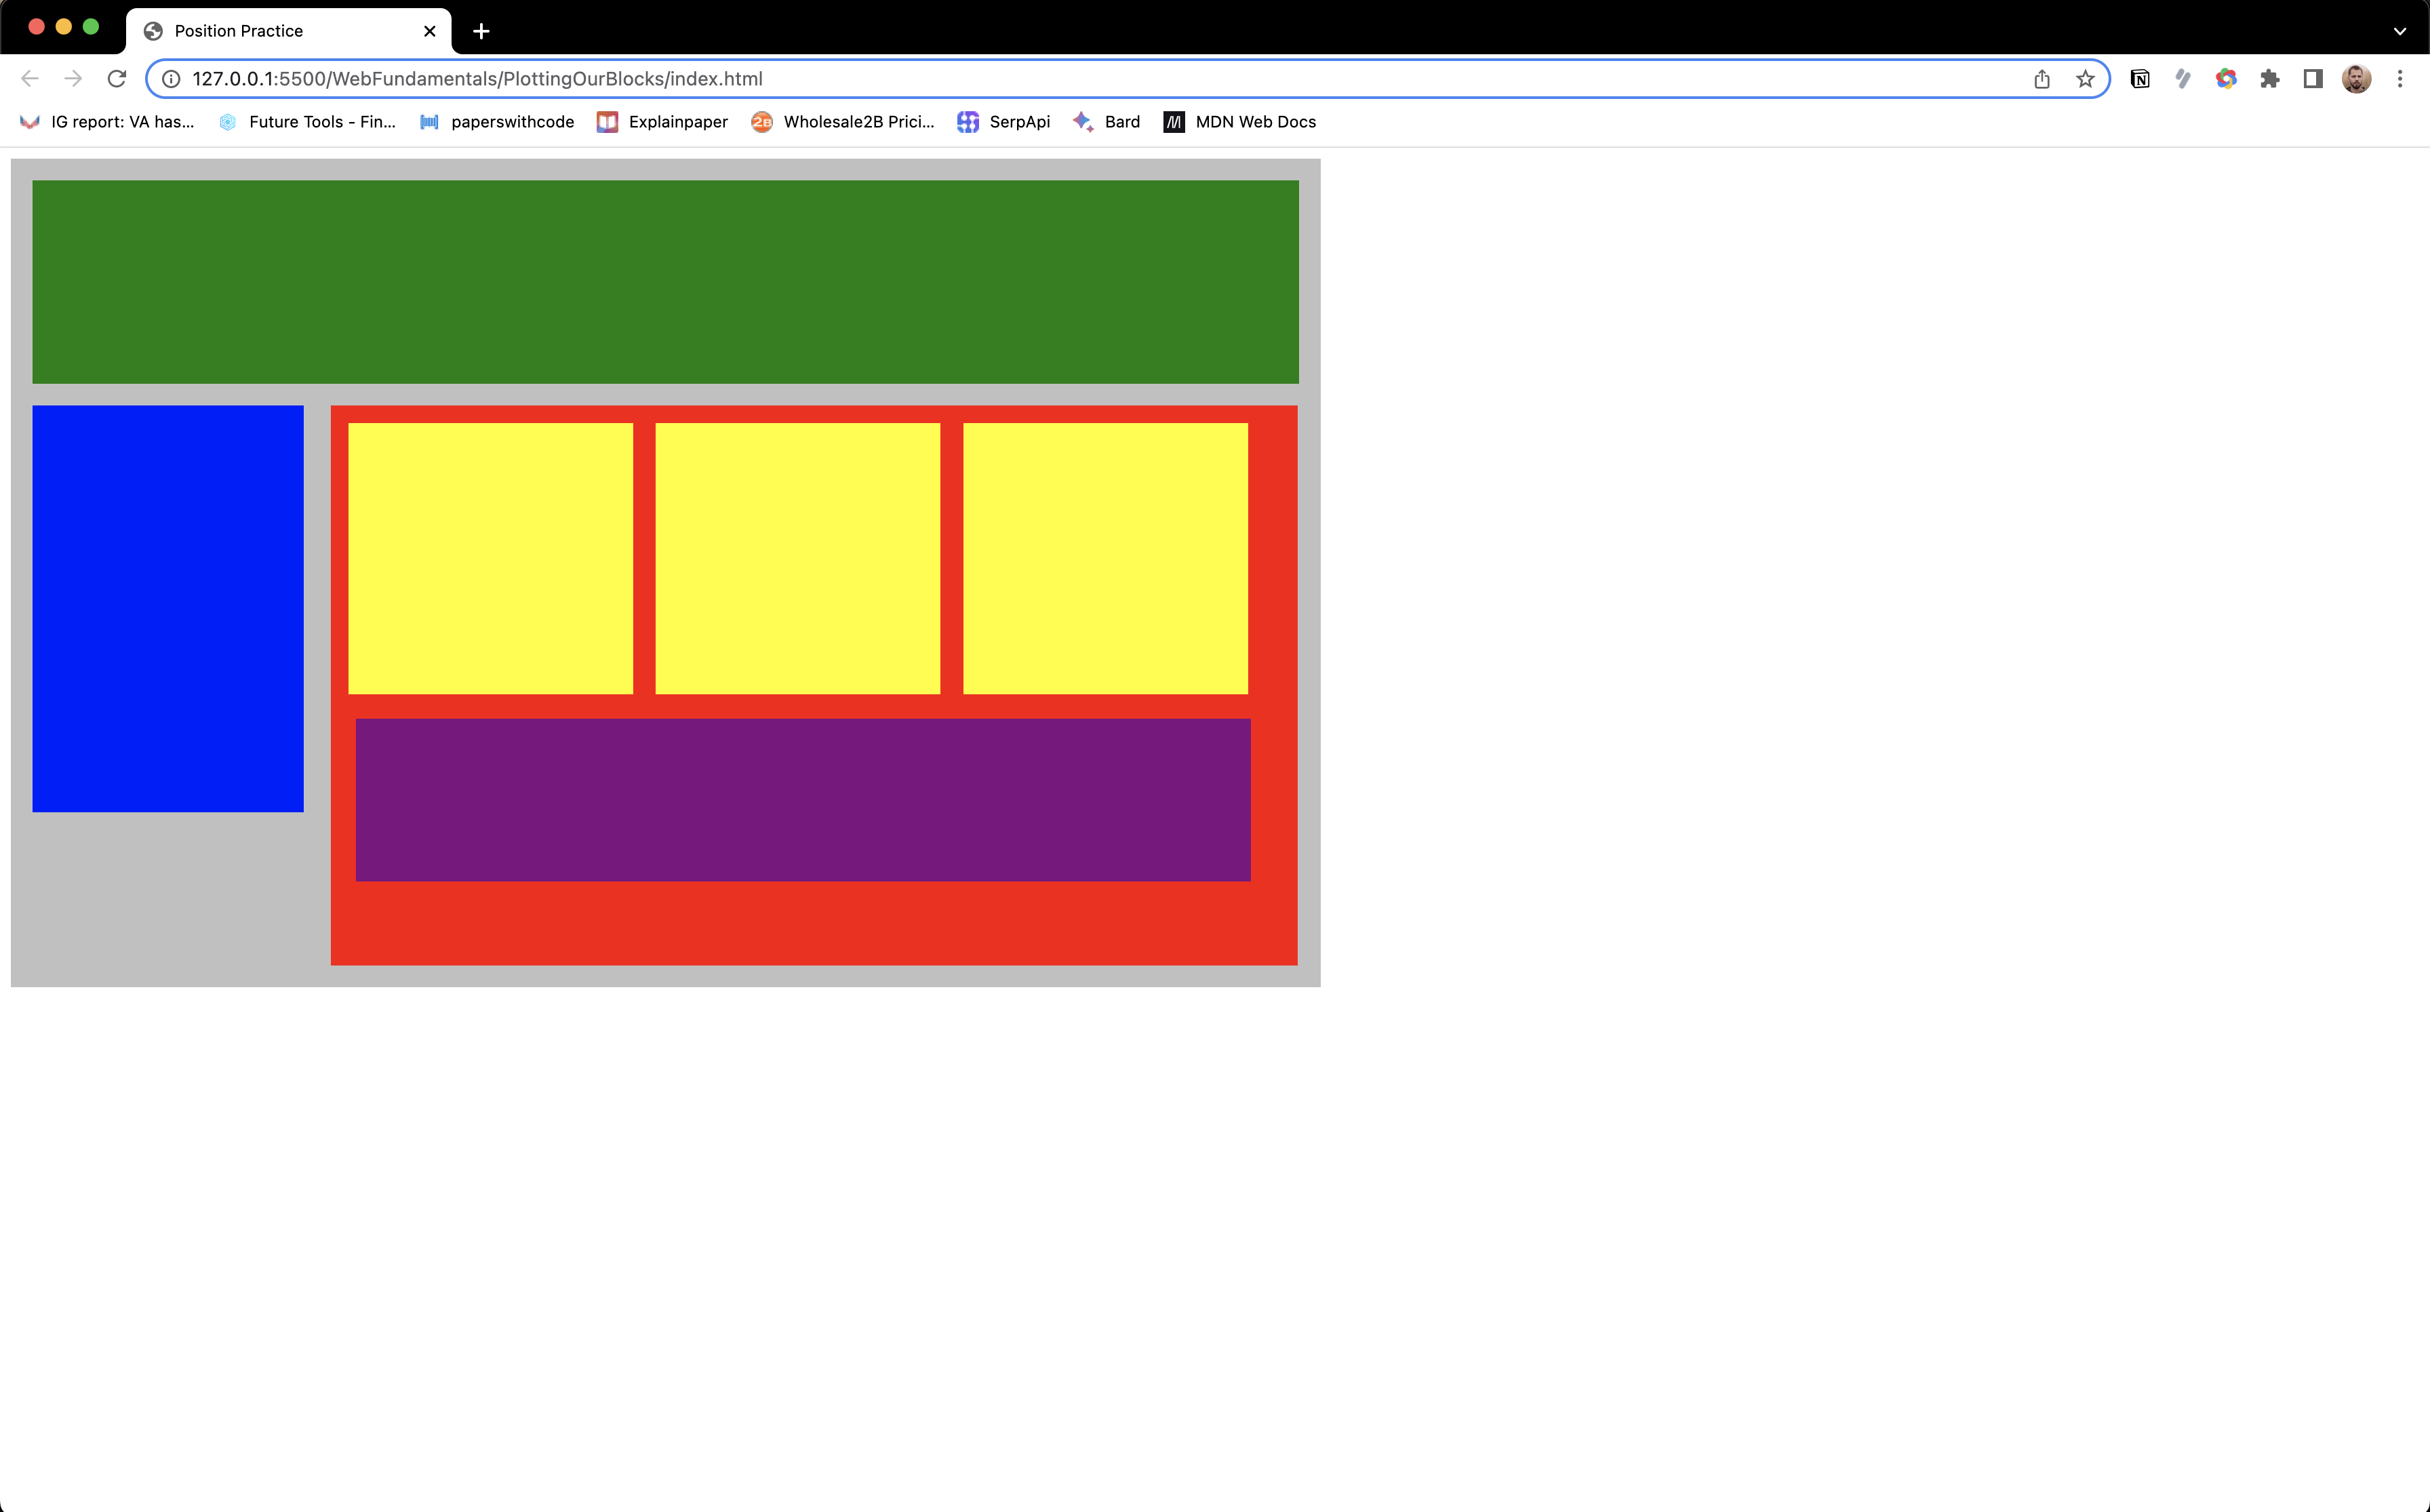 Position Practice
127.0.0.1:5500/WebFundamentals/PlottingOurBlocks/index.html
IG report: VA has... Future Tools - Fin... paperswithcode Explainpaper 2B Wholesale2B Prici... SerpApi Bard M MDN Web Docs